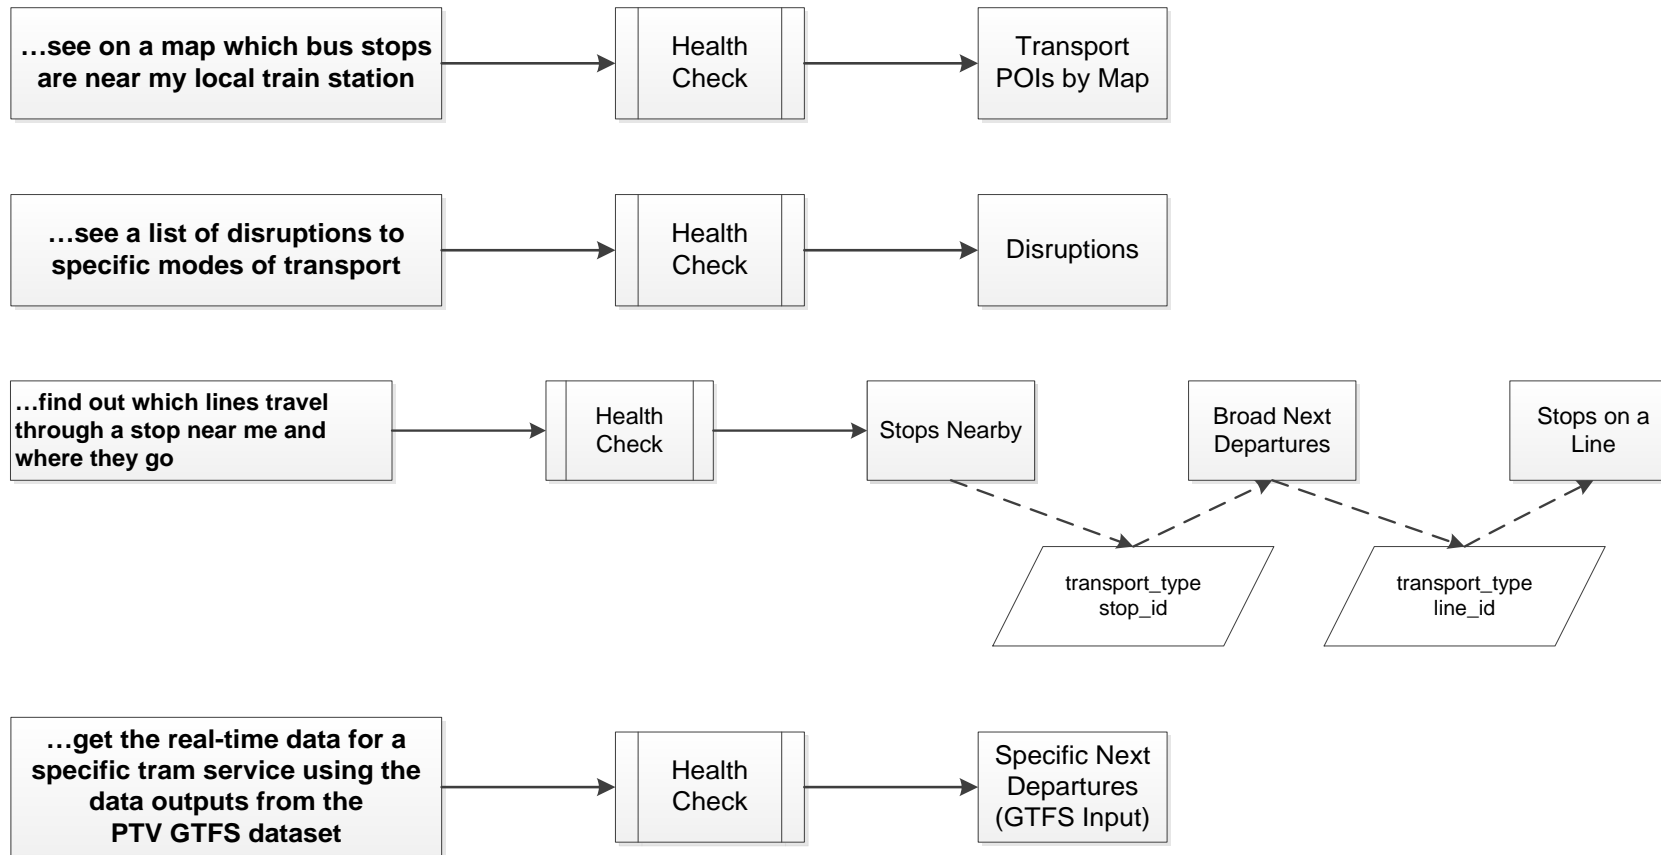 …see on a map which bus stops
are near my local train station
Health
Check
Transport
POIs by Map
…see a list of disruptions to
specific modes of transport
Health
Check
Disruptions
…find out which lines travel
through a stop near me and
where they go
Health
Check
Stops Nearby
Broad Next
Departures
Stops on a
Line
transport_type
stop_id
transport_type
line_id
…get the real-time data for a
specific tram service using the
data outputs from the
PTV GTFS dataset
Health
Check
Specific Next
Departures
(GTFS Input)